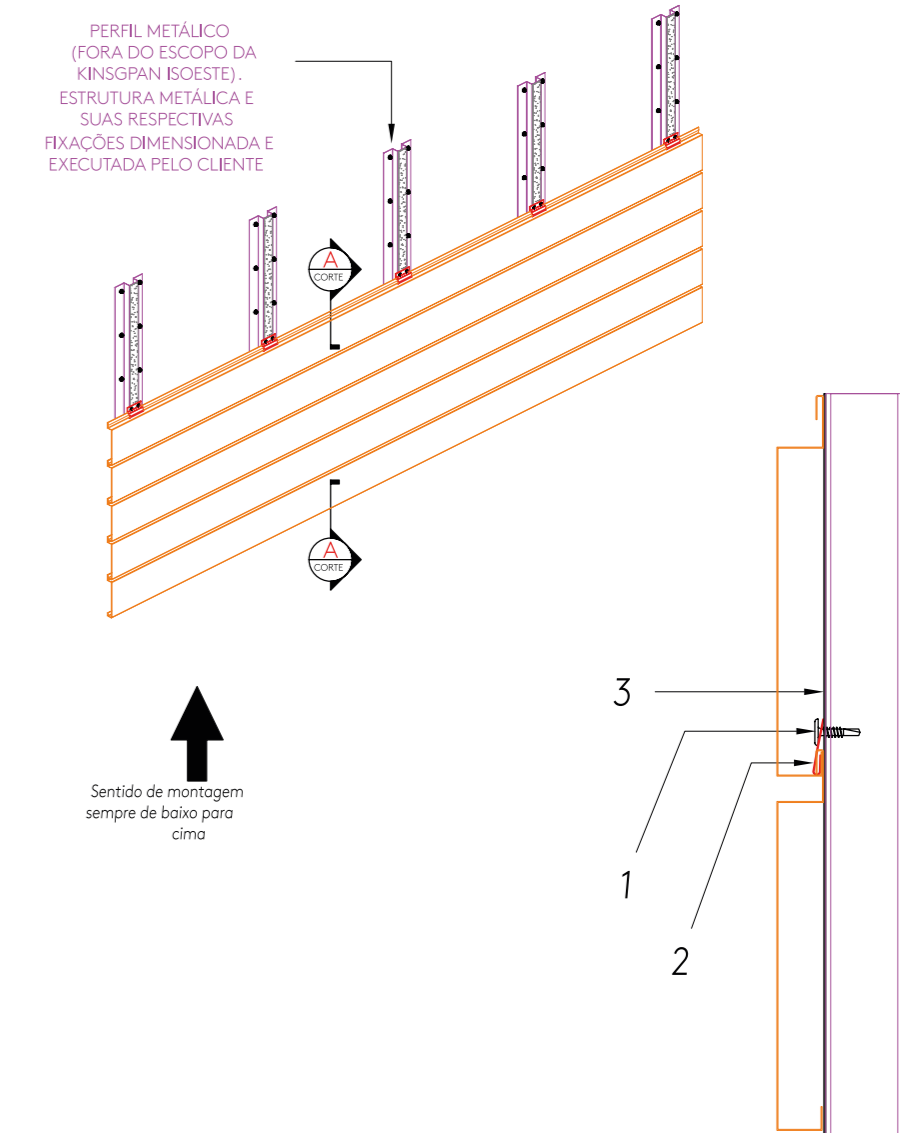 PERFIL METÁLICO
(FORA DO ESCOPO DA
KINSGPAN ISOESTE).
ESTRUTURA METÁLICA E
SUAS RESPECTIVAS
FIXAÇÕES DIMENSIONADA E
EXECUTADA PELO CLIENTE
A
CORTE
A
CORTE
Sentido de montagem
sempre de baixo para
cima
3
1
2